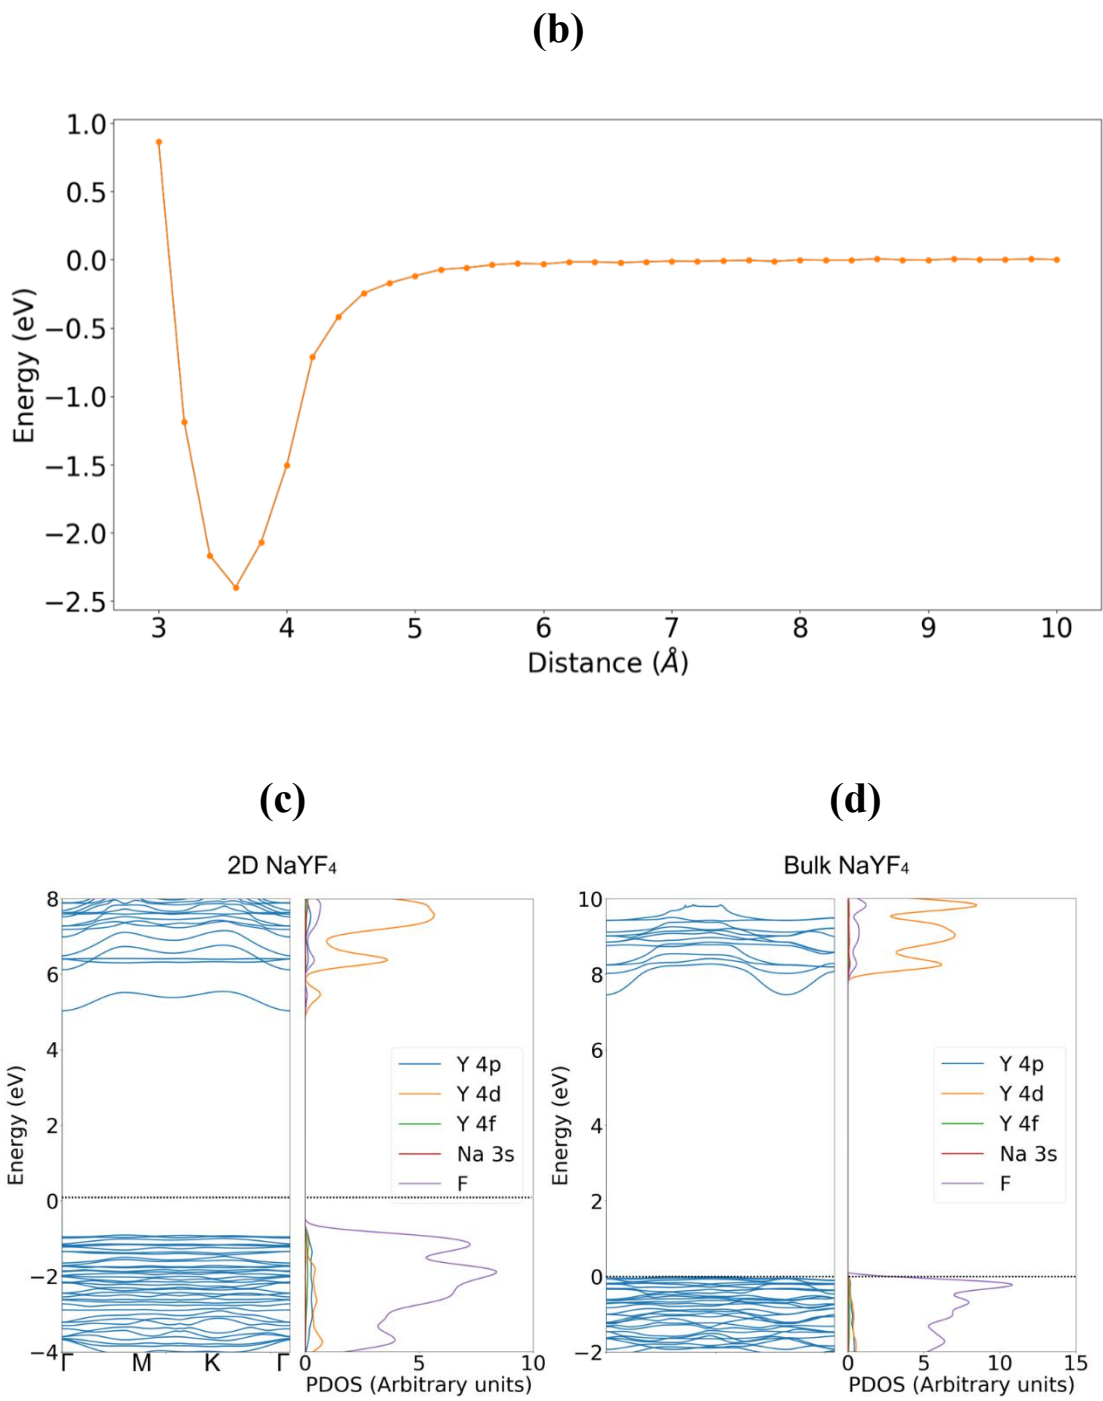 (b)
1.0
0.5
0.0
−0.5
−1.0
−1.5
−2.0
−2.5
Energy (eV)
3 4 5 6 7 8 9 10
Distance (Å)
(c)
2D NaYF4
8
6
4
2
0
−2
−4
Energy (eV)
Γ M K Γ
Y 4p
Y 4d
Y 4f
Na 3s
F
0 5 10
PDOS (Arbitrary units)
(d)
Bulk NaYF4
10
8
6
4
2
0
−2
Energy (eV)
Y 4p
Y 4d
Y 4f
Na 3s
F
0 5 10 15
PDOS (Arbitrary units)